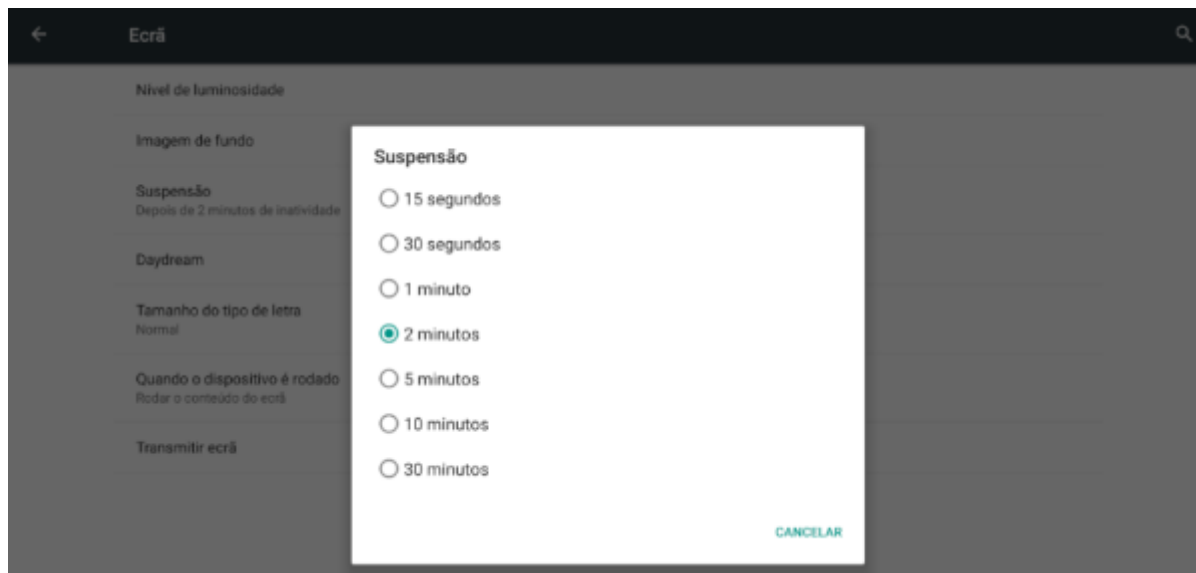 Ecrã
Nível de luminosidade
Imagem de fundo
Suspensão
Depois de 2 minutos de inatividade
Daydream
Tamanho do tipo de letra
Normal
Quando o dispositivo é rodado
Rodar o conteúdo do ecrã
Transmitir ecrã
Suspensão
15 segundos
30 segundos
1 minuto
2 minutos
5 minutos
10 minutos
30 minutos
CANCELAR